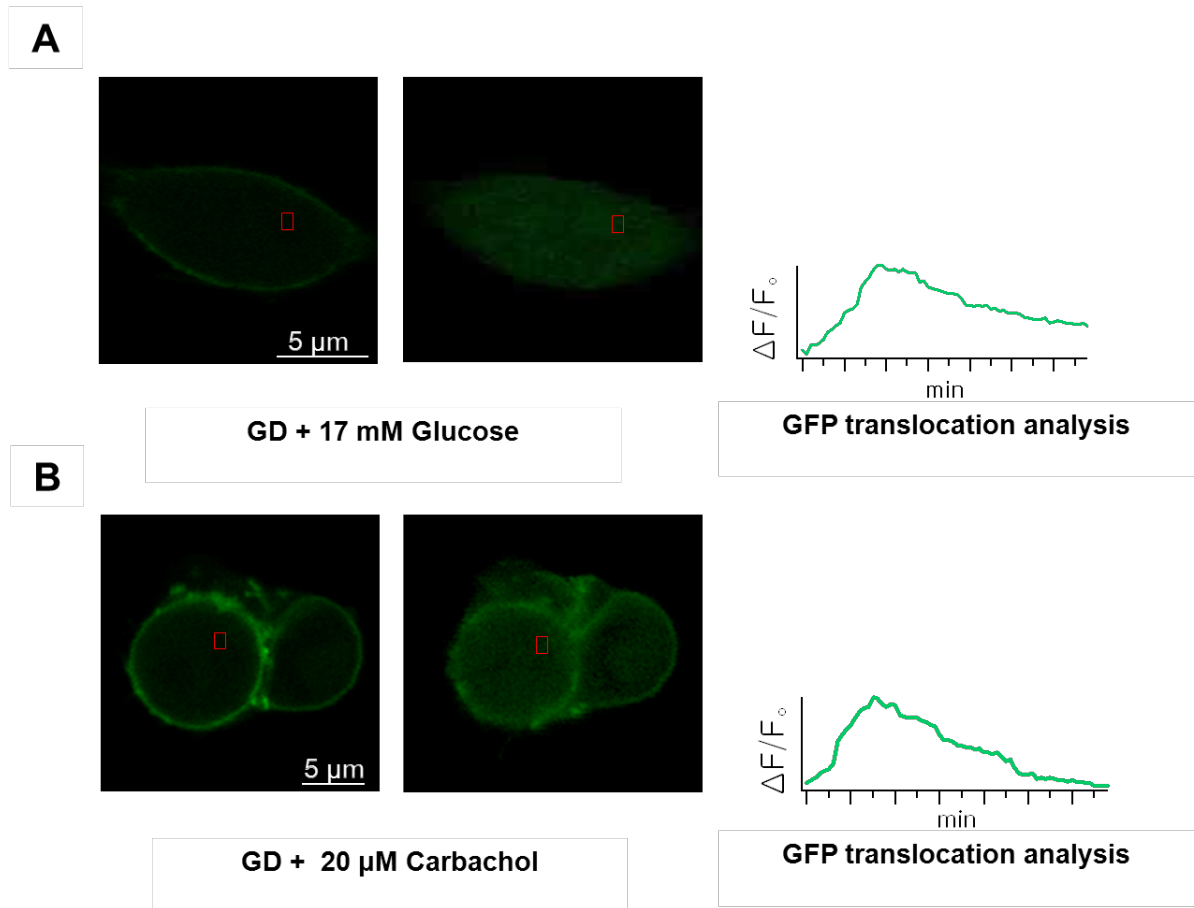 A
5 µm
ΔF/F₀
min
GD + 17 mM Glucose
GFP translocation analysis
B
5 µm
ΔF/F₀
min
GD +  20 µM Carbachol
GFP translocation analysis